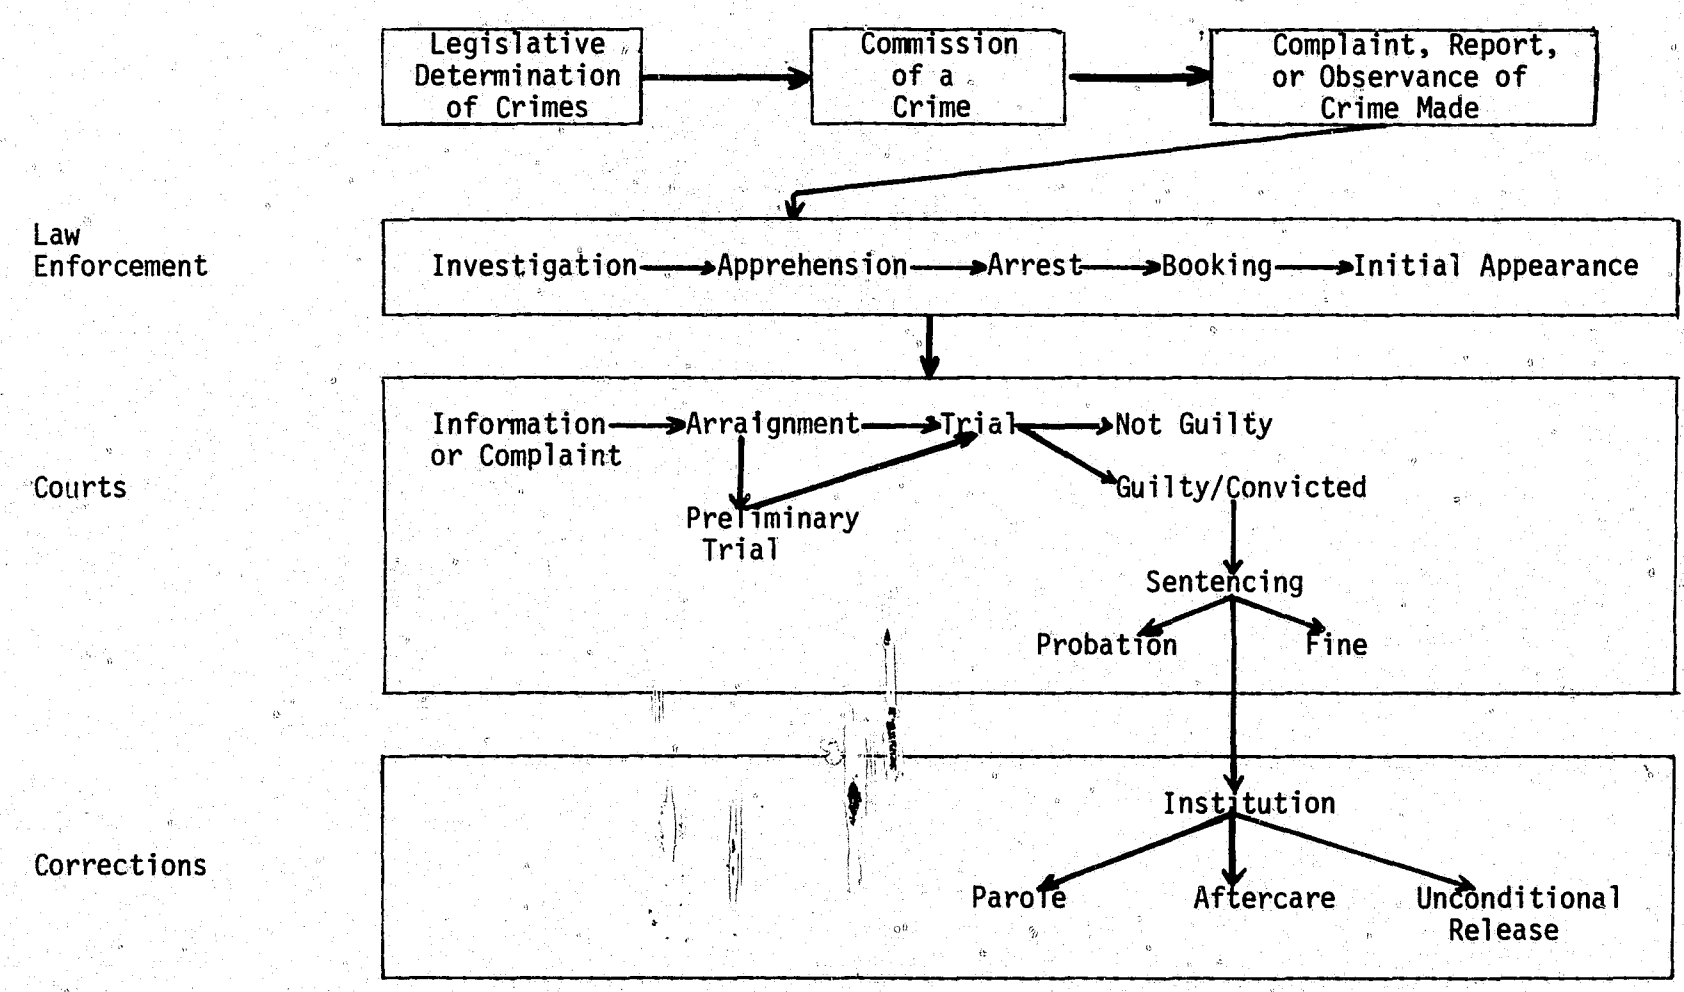 Legislative
Determination
of Crimes
Commission
of a
Crime
Complaint, Report,
or Observance of
Crime Made
Law
Enforcement
Investigation Apprehension Arrest Booking Initial Appearance
Courts
Information Arraignment Trial Not Guilty
or Complaint
Guilty/Convicted
Preliminary
Trial
Sentencing
Probation Fine
Corrections
Institution
Parole Aftercare Unconditional
Release